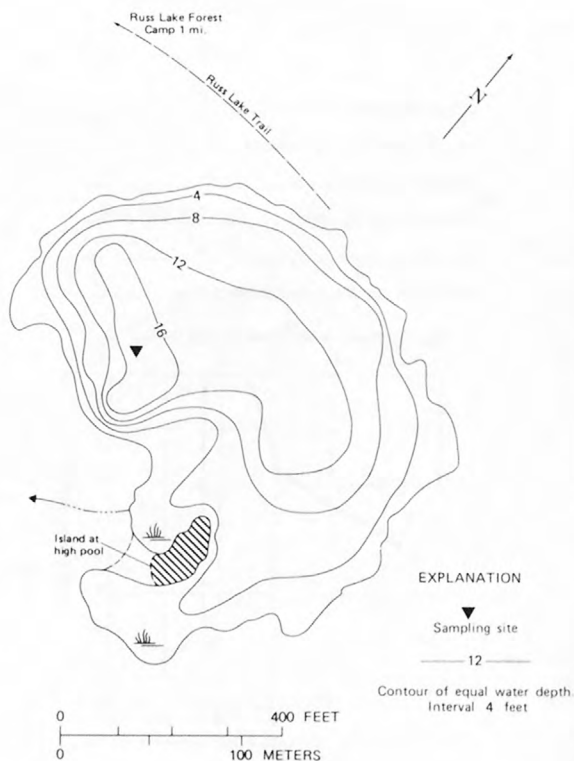 Russ Lake Forest
Camp 1 mi.
Russ Lake Trail
N
4
8
12
16
Island at
high pool
EXPLANATION
Sampling site
12
Contour of equal water depth.
Interval 4 feet
0 400 FEET
0 100 METERS